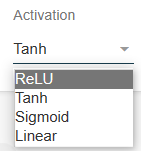 Activation
Tanh
ReLU
Tanh
Sigmoid
Linear